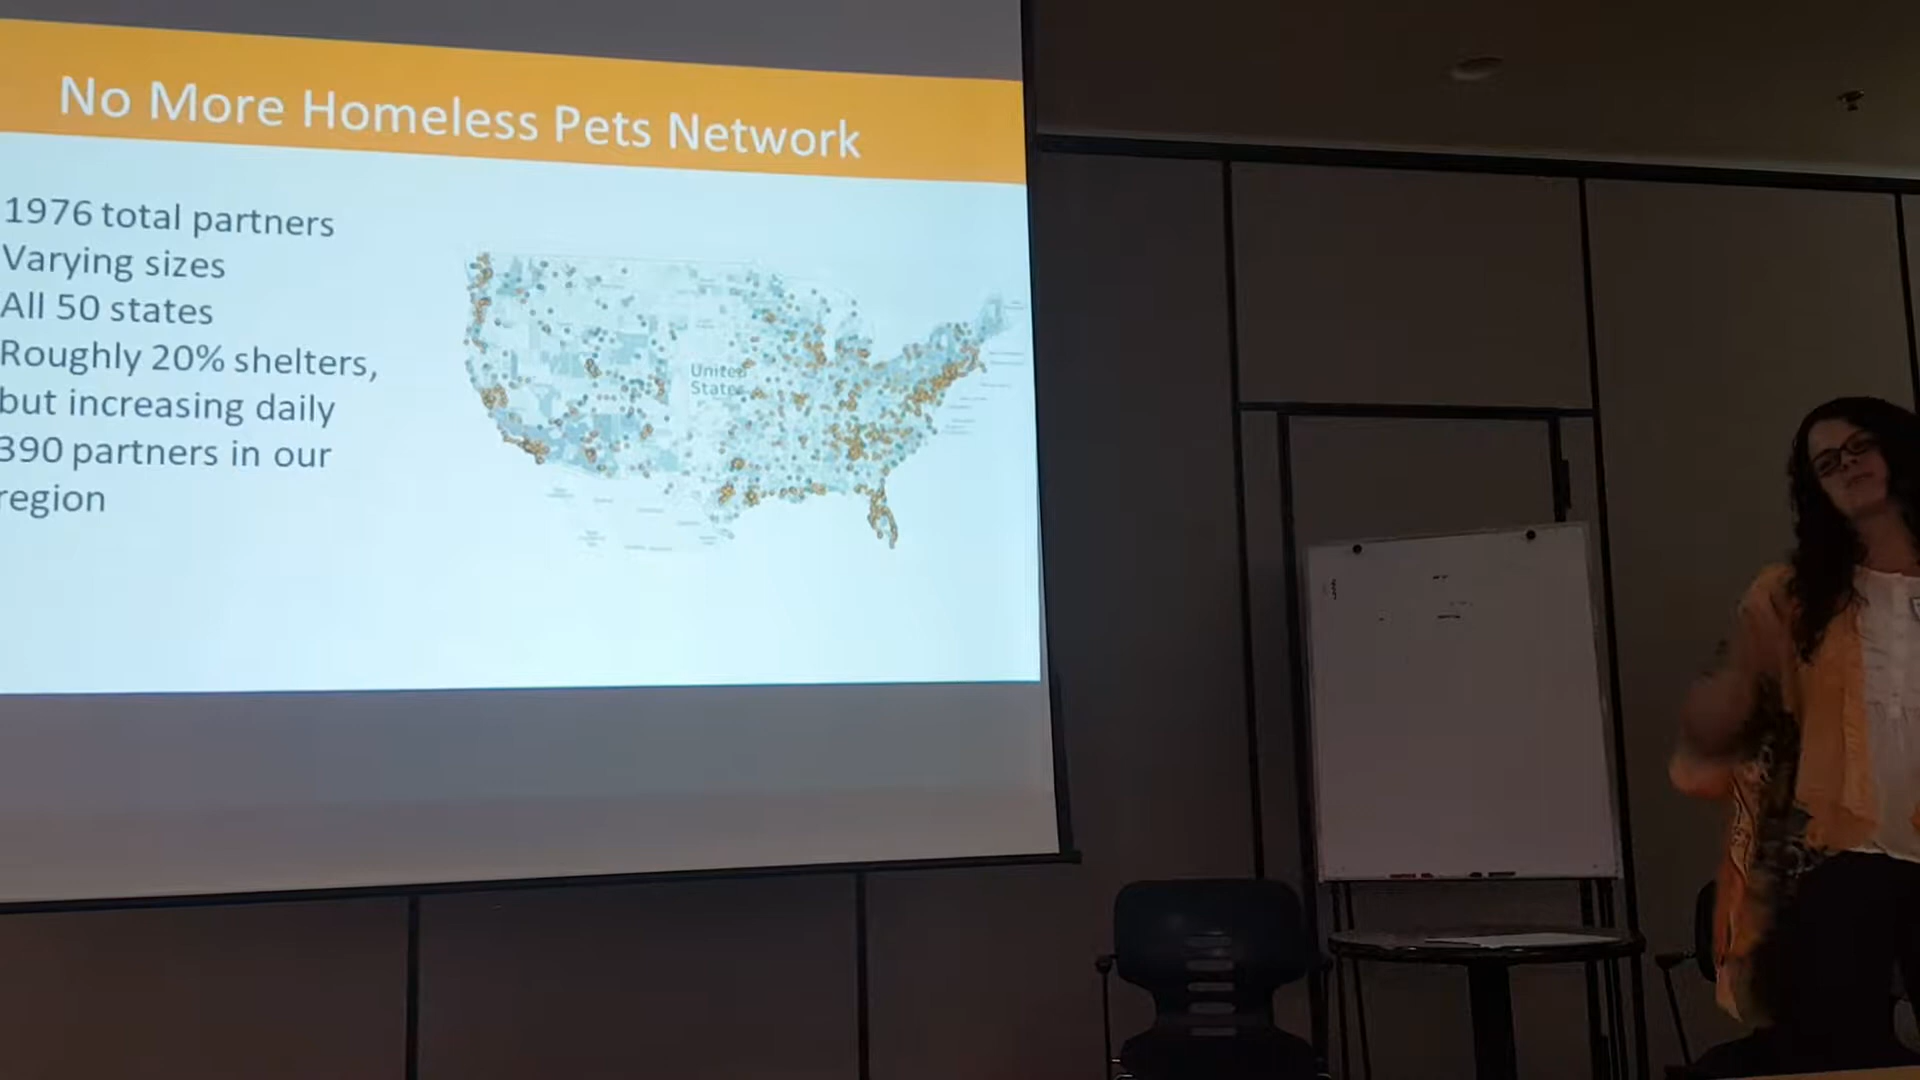 No More Homeless Pets Network
1976 total partners
Varying sizes
All 50 states
Roughly 20% shelters,
but increasing daily
390 partners in our
region
United
States